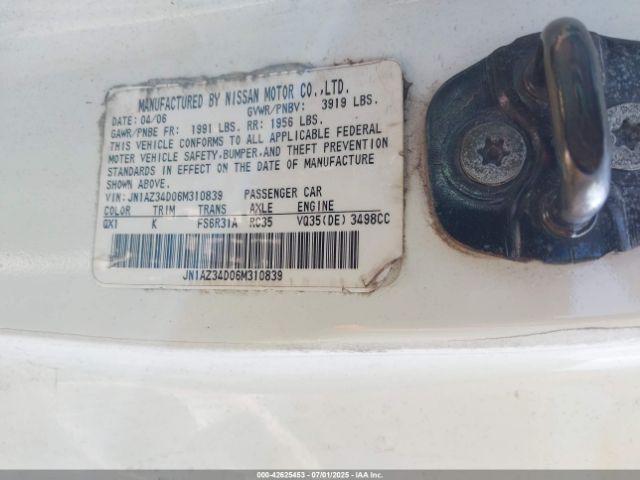 MANUFACTURED BY NISSAN MOTOR CO.,LTD.
DATE: 04/06 GVWR/PNBV: 3919 LBS.
GAWR/PNBE FR: 1991 LBS. RR: 1956 LBS.
THIS VEHICLE CONFORMS TO ALL APPLICABLE FEDERAL
MOTOR VEHICLE SAFETY, BUMPER, AND THEFT PREVENTION
STANDARDS IN EFFECT ON THE DATE OF MANUFACTURE
SHOWN ABOVE.
VIN: JN1AZ34D06M310839 PASSENGER CAR
COLOR TRIM TRANS AXLE ENGINE
QX1 K FS6R31A RC35 VQ35(DE) 3498CC
JN1AZ34D06M310839
000-42625453 - 07/01/2025 - IAAI.COM